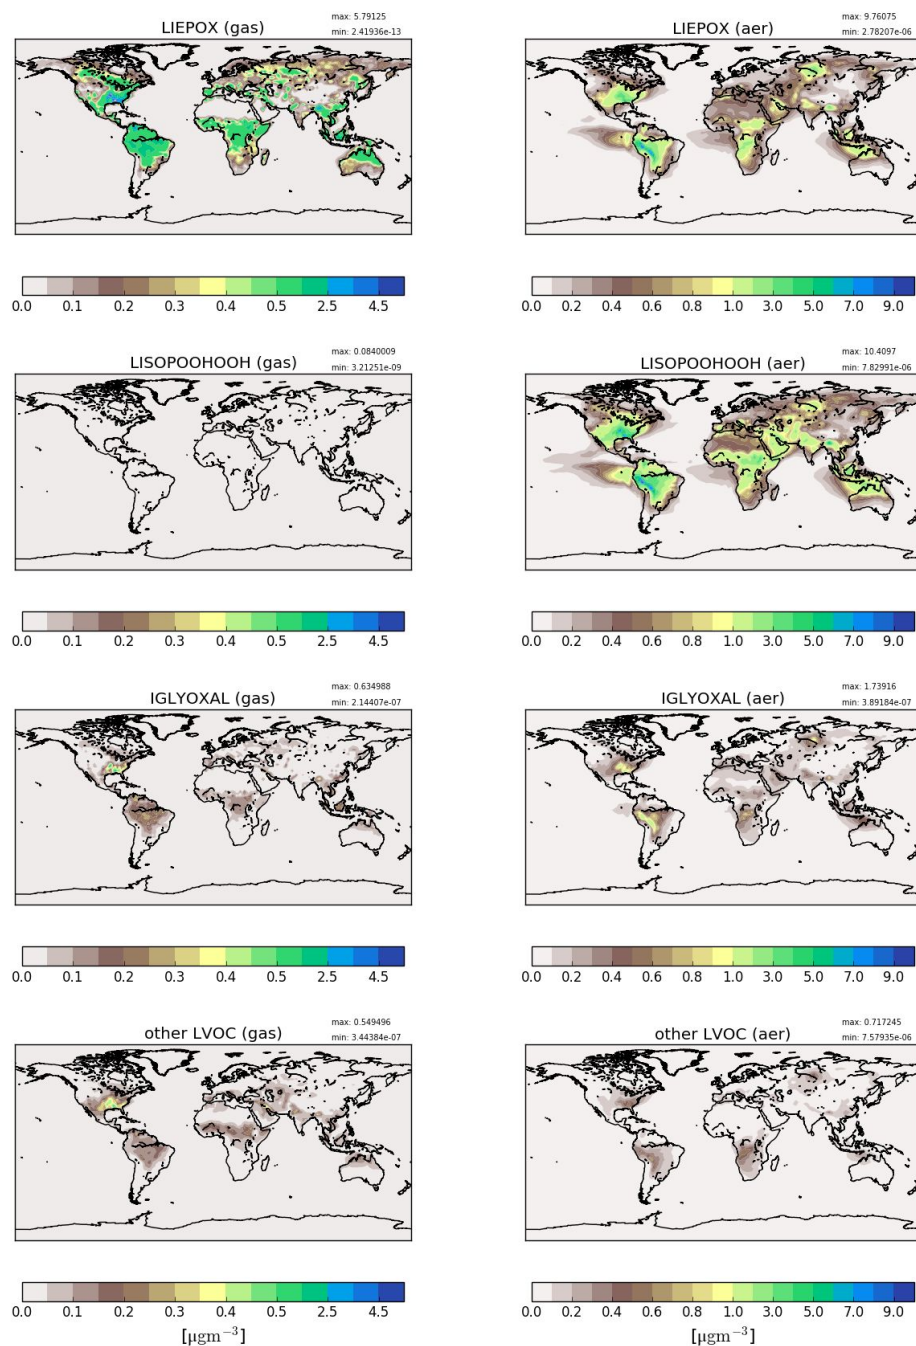 max: 5.79125
LIEPOX (gas)
min: 2.41936e-13
max: 9.76075
LIEPOX (aer)
min: 2.78207e-06
0.0 0.1 0.2 0.3 0.4 0.5 2.5 4.5
0.0 0.2 0.4 0.6 0.8 1.0 3.0 5.0 7.0 9.0
max: 0.0840009
LISOPOOHOOH (gas)
min: 3.21251e-09
max: 10.4097
LISOPOOHOOH (aer)
min: 7.82991e-06
0.0 0.1 0.2 0.3 0.4 0.5 2.5 4.5
0.0 0.2 0.4 0.6 0.8 1.0 3.0 5.0 7.0 9.0
max: 0.634988
IGLYOXAL (gas)
min: 2.14407e-07
max: 1.73916
IGLYOXAL (aer)
min: 3.89184e-07
0.0 0.1 0.2 0.3 0.4 0.5 2.5 4.5
0.0 0.2 0.4 0.6 0.8 1.0 3.0 5.0 7.0 9.0
max: 0.549496
other LVOC (gas)
min: 3.44384e-07
max: 0.717245
other LVOC (aer)
min: 7.57935e-06
0.0 0.1 0.2 0.3 0.4 0.5 2.5 4.5
[μgm⁻³]
0.0 0.2 0.4 0.6 0.8 1.0 3.0 5.0 7.0 9.0
[μgm⁻³]